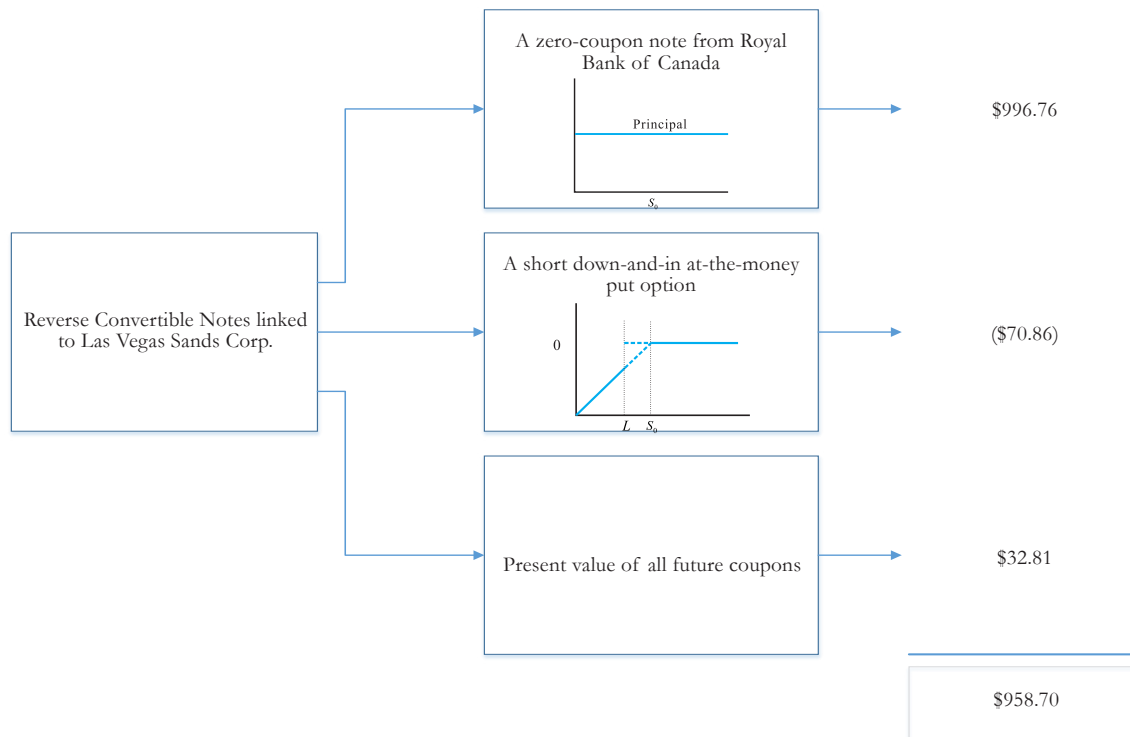 A zero-coupon note from Royal
Bank of Canada
Principal
S₀
$996.76
Reverse Convertible Notes linked
to Las Vegas Sands Corp.
A short down-and-in at-the-money
put option
0
L S₀
($70.86)
Present value of all future coupons
$32.81
$958.70